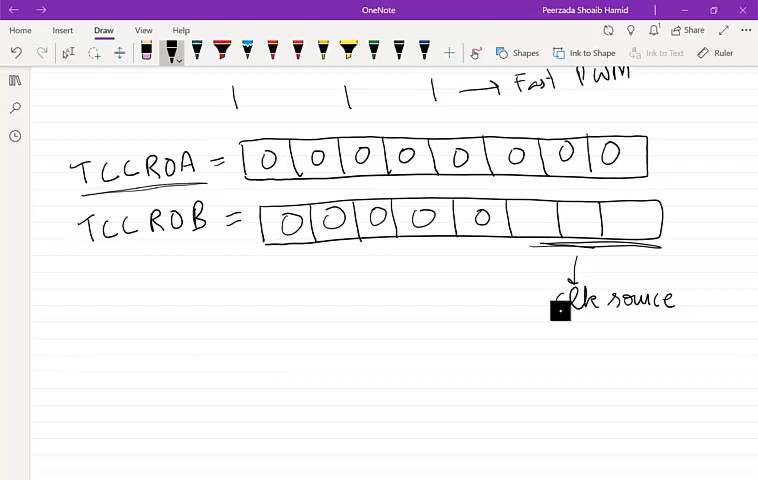 OneNote
Peerzada Shoaib Hamid
Home Insert Draw View Help
Share
Shapes Ink to Shape Ink to Text Ruler
1 1 1 → Fast PWM
TCCR0A = 0 0 0 0 0 0 0 0
TCCR0B = 0 0 0 0 0
clk source